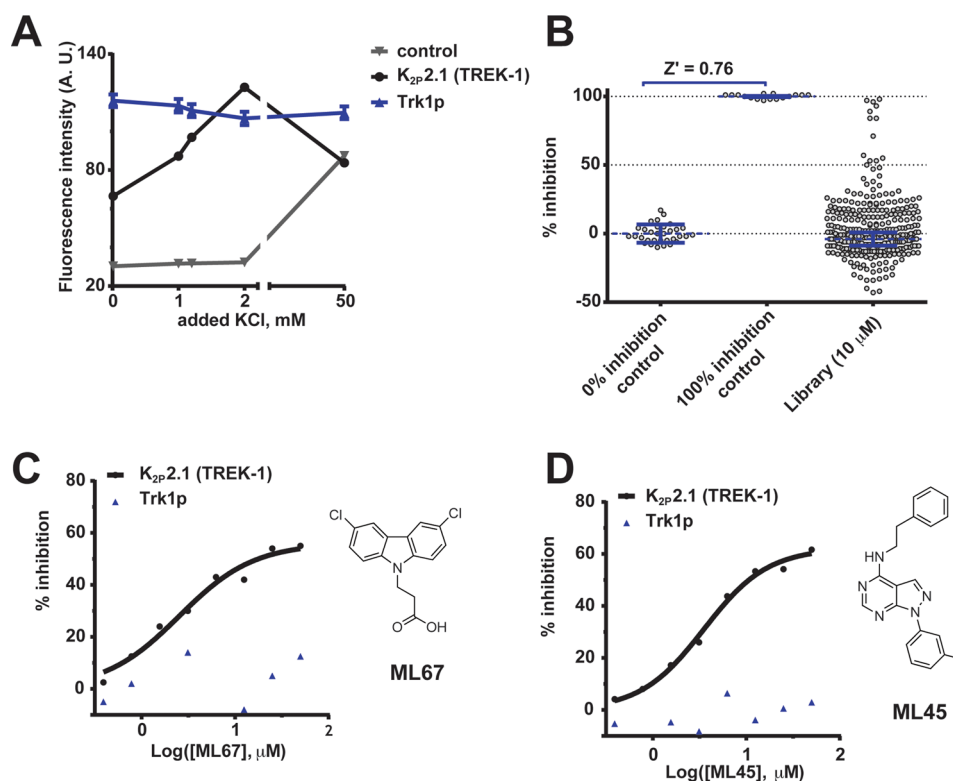 A
Fluorescence intensity (A. U.)
140
80
20
0
1
2
50
added KCl, mM
control
K2P2.1 (TREK-1)
Trk1p
B
Z' = 0.76
% inhibition
100
50
0
-50
0% inhibition
control
100% inhibition
control
Library (10 μM)
C
K2P2.1 (TREK-1)
Trk1p
% inhibition
80
60
40
20
0
0
1
2
Log([ML67], μM)
Cl
Cl
N
O
OH
ML67
D
K2P2.1 (TREK-1)
Trk1p
% inhibition
80
60
40
20
0
0
1
2
Log([ML45], μM)
HN
N
N
N
N
ML45